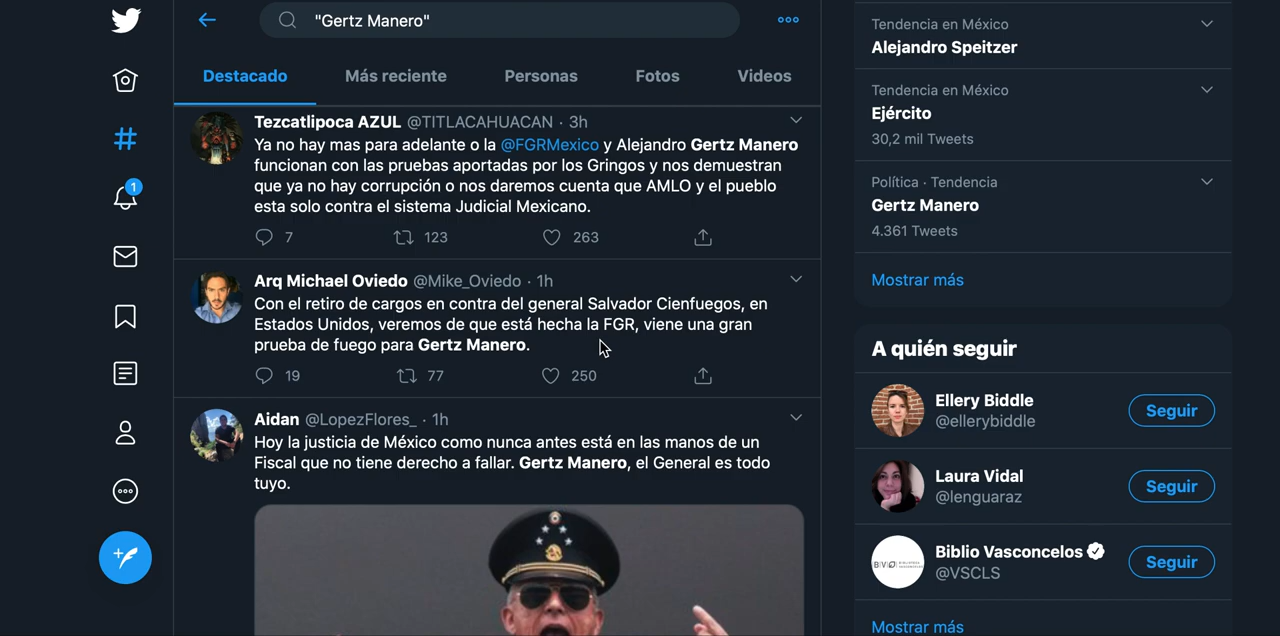 "Gertz Manero"
Destacado
Más reciente
Personas
Fotos
Videos
Tezcatlipoca AZUL @TITLACAHUACAN · 3h
Ya no hay mas para adelante o la @FGRMexico y Alejandro Gertz Manero
funcionan con las pruebas aportadas por los Gringos y nos demuestran
que ya no hay corrupción o nos daremos cuenta que AMLO y el pueblo
esta solo contra el sistema Judicial Mexicano.
7
123
263
Arq Michael Oviedo @Mike_Oviedo · 1h
Con el retiro de cargos en contra del general Salvador Cienfuegos, en
Estados Unidos, veremos de que está hecha la FGR, viene una gran
prueba de fuego para Gertz Manero.
19
77
250
Aidan @LopezFlores_ · 1h
Hoy la justicia de México como nunca antes está en las manos de un
Fiscal que no tiene derecho a fallar. Gertz Manero, el General es todo
tuyo.
1
Tendencia en México
Alejandro Speitzer
Tendencia en México
Ejército
30,2 mil Tweets
Política · Tendencia
Gertz Manero
4.361 Tweets
Mostrar más
A quién seguir
Ellery Biddle
@ellerybiddle
Seguir
Laura Vidal
@lenguaraz
Seguir
Biblio Vasconcelos
@VSCLS
Seguir
Mostrar más